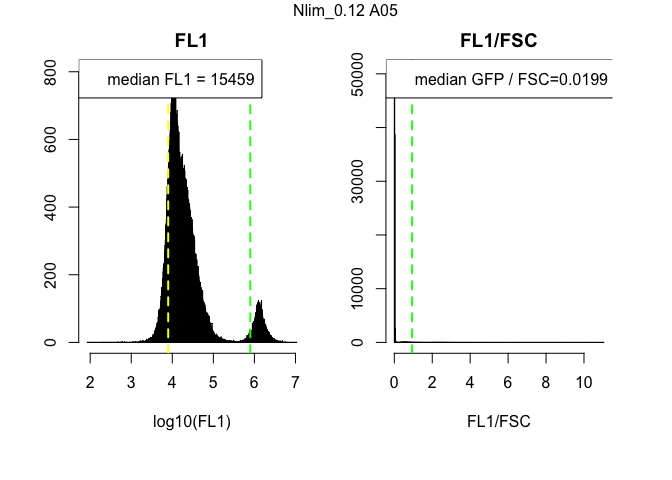 Nlim_0.12 A05
FL1
median FL1 = 15459
800
600
400
200
0
2 3 4 5 6 7
log10(FL1)
FL1/FSC
median GFP / FSC=0.0199
50000
30000
10000
0
0 2 4 6 8 10
FL1/FSC